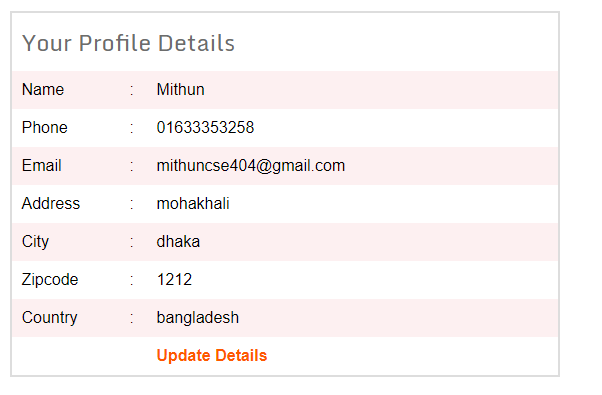 Your Profile Details
Name : Mithun
Phone : 01633353258
Email : mithuncse404@gmail.com
Address : mohakhali
City : dhaka
Zipcode : 1212
Country : bangladesh
Update Details